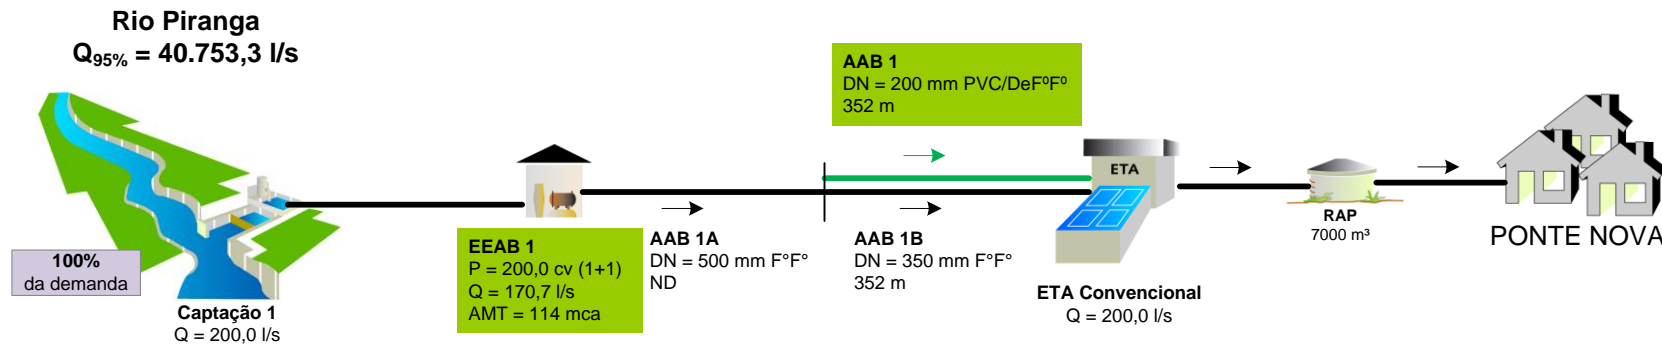 Rio Piranga
Q95% = 40.753,3 l/s
100%
da demanda
Captação 1
Q = 200,0 l/s
EEAB 1
P = 200,0 cv (1+1)
Q = 170,7 l/s
AMT = 114 mca
AAB 1A
DN = 500 mm F°F°
ND
AAB 1
DN = 200 mm PVC/DeFºFº
352 m
AAB 1B
DN = 350 mm F°F°
352 m
ETA
ETA Convencional
Q = 200,0 l/s
RAP
7000 m³
PONTE NOVA